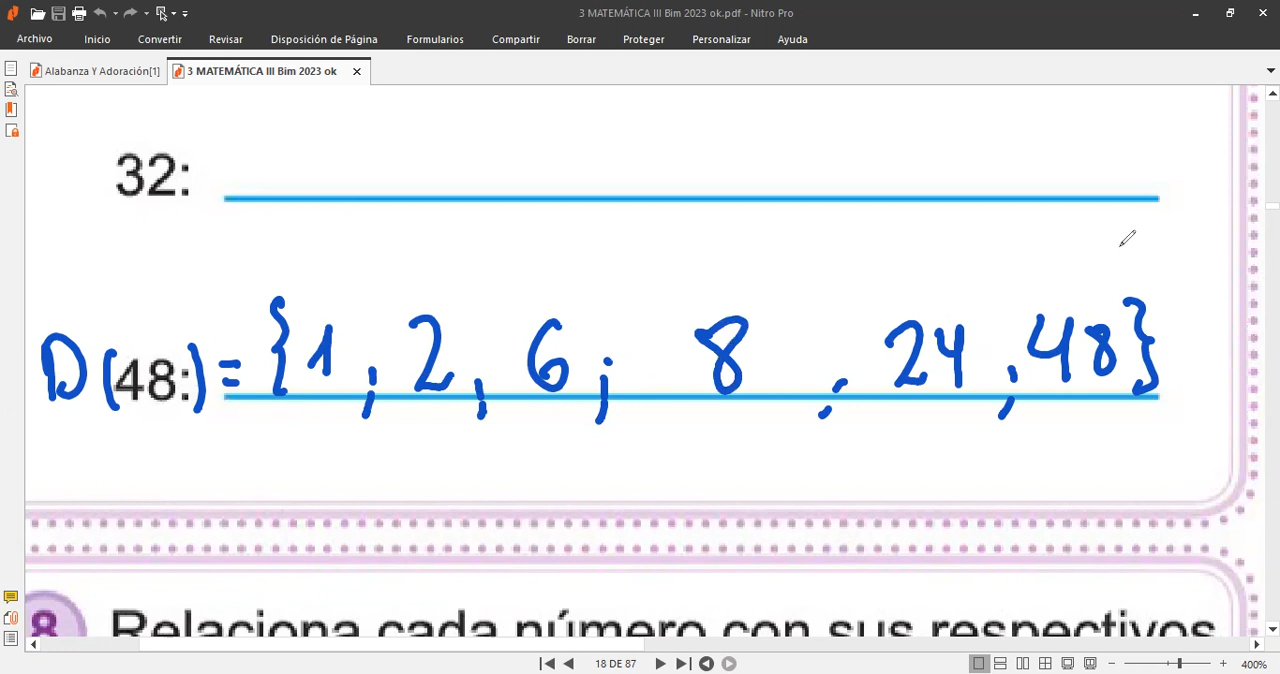 3 MATEMÁTICA III Bim 2023 ok.pdf - Nitro Pro
Archivo Inicio Convertir Revisar Disposición de Página Formularios Compartir Borrar Proteger Personalizar Ayuda
Alabanza Y Adoración[1] 3 MATEMÁTICA III Bim 2023 ok
32:
D(48:) = {1 ; 2 ; 6 ; 8 ; 24 ; 48}
8 Relaciona cada número con sus respectivos
18 DE 87 400%